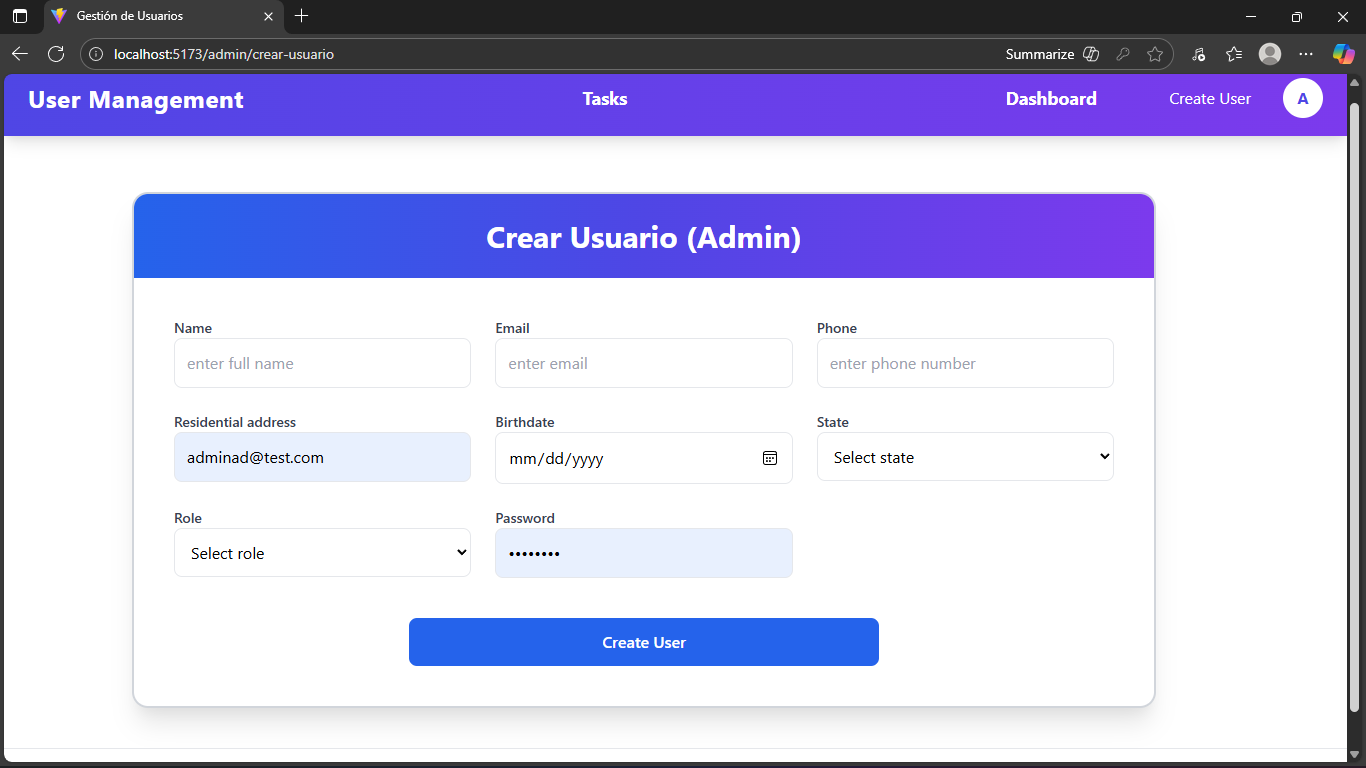 Gestión de Usuarios
localhost:5173/admin/crear-usuario
Summarize
User Management
Tasks
Dashboard
Create User
A
Crear Usuario (Admin)
Name
Email
Phone
enter full name
enter email
enter phone number
Residential address
Birthdate
State
adminad@test.com
mm/dd/yyyy
Select state
Role
Password
Select role
••••••••
Create User